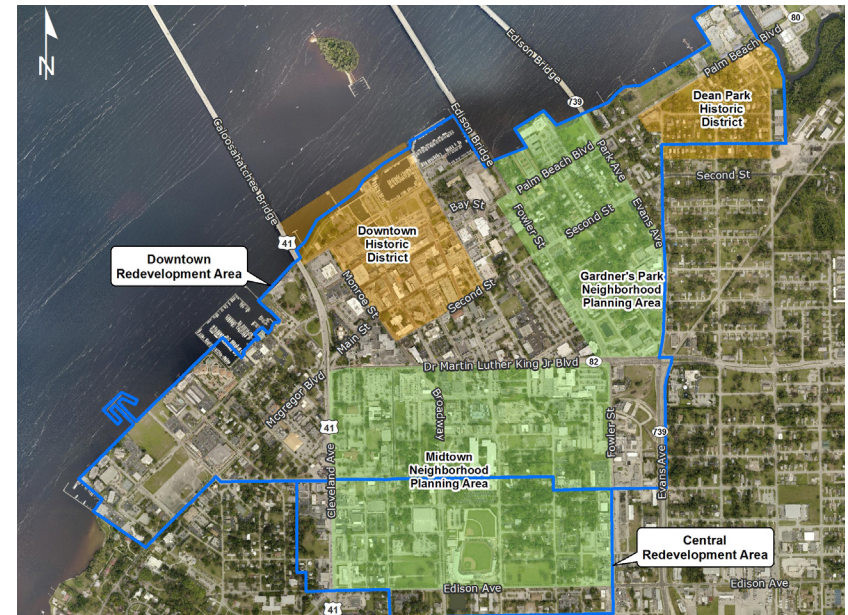 N
80
Edison Bridge
Palm Beach Blvd
Dean Park
Historic
District
739
Edison Bridge
Galoosahatchee Bridge
Palm Beach Blvd
Park Ave
Second St
Bay St
Fowler St
Second St
Evans Ave
41
Downtown
Historic
District
Downtown
Redevelopment Area
Gardner's Park
Neighborhood
Planning Area
Monroe St
Second St
Main St
Dr Martin Luther King Jr Blvd
82
Mcgregor Blvd
Broadway
41
Fowler St
739
Cleveland Ave
Midtown
Neighborhood
Planning Area
Evans Ave
Central
Redevelopment Area
Edison Ave
Edison Ave
41